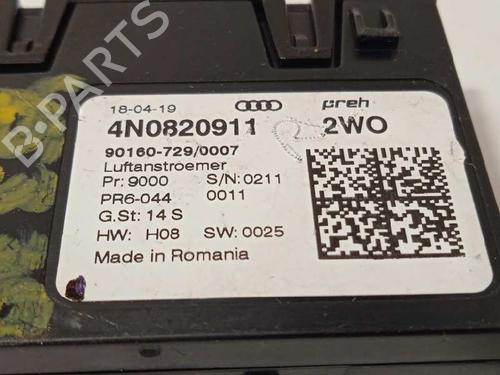 B-PARTS
18-04-19 preh
4N0820911 2WO
90160-729/0007
Luftanstroemer
Pr: 9000 S/N: 0211
PR6-044 0011
G.St: 14 S
HW: H08 SW: 0025
Made in Romania